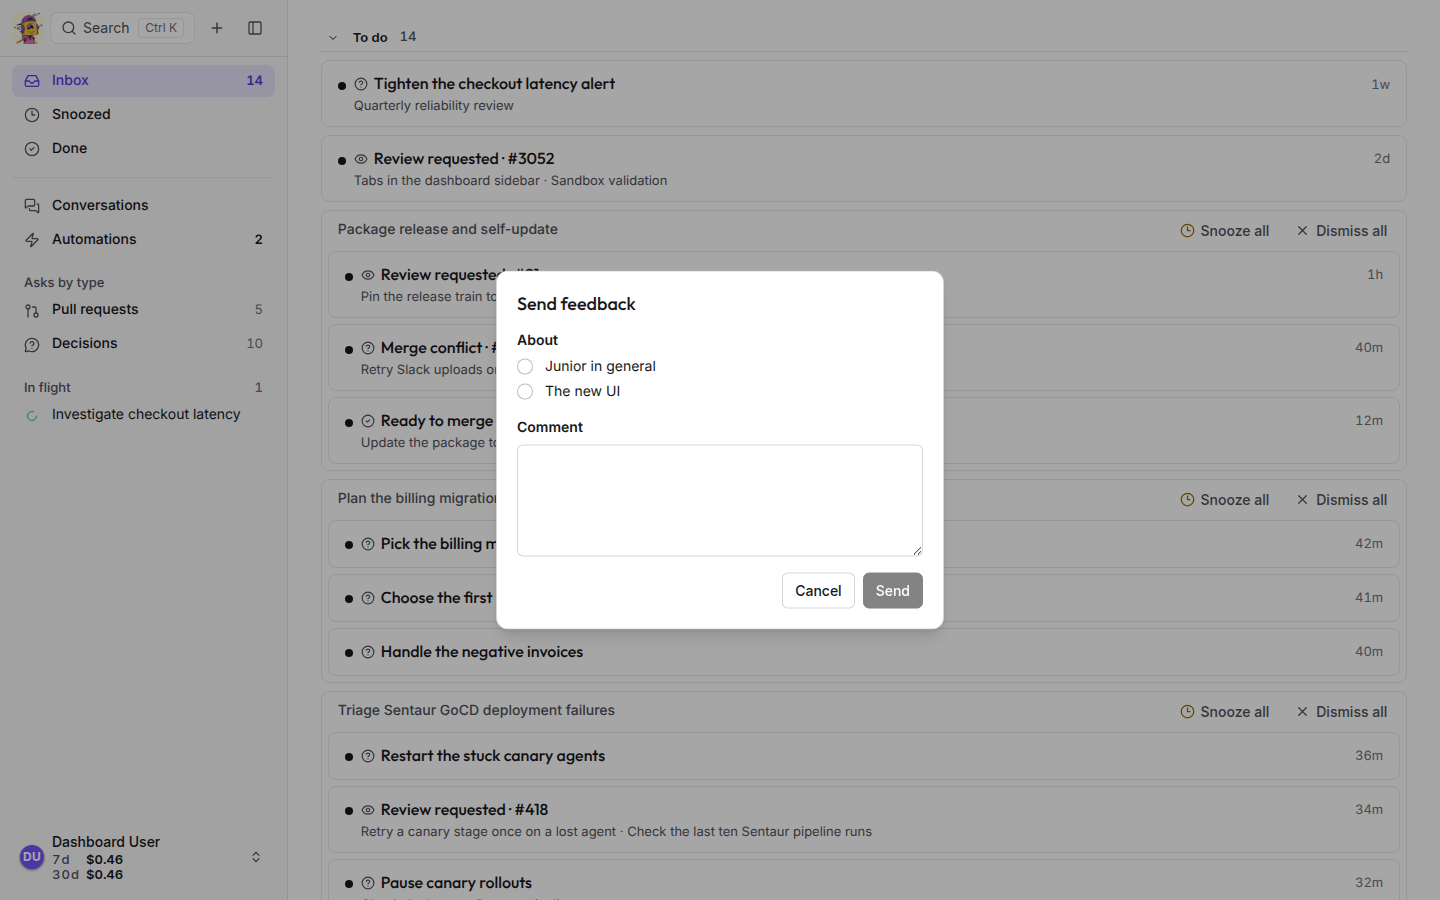 Search Ctrl K
Inbox 14
Snoozed
Done
Conversations
Automations 2
Asks by type
Pull requests 5
Decisions 10
In flight 1
Investigate checkout latency
DU Dashboard User
7d $0.46
30d $0.46
To do 14
Tighten the checkout latency alert 1w
Quarterly reliability review
Review requested · #3052 2d
Tabs in the dashboard sidebar · Sandbox validation
Package release and self-update Snooze all Dismiss all
Review requested 1h
Pin the release train
Merge conflict · # 40m
Retry Slack uploads
Ready to merge 12m
Update the package
Plan the billing migration Snooze all Dismiss all
Pick the billing 42m
Choose the first 41m
Handle the negative invoices 40m
Triage Sentaur GoCD deployment failures Snooze all Dismiss all
Restart the stuck canary agents 36m
Review requested · #418 34m
Retry a canary stage once on a lost agent · Check the last ten Sentaur pipeline runs
Pause canary rollouts 32m
Send feedback
About
Junior in general
The new UI
Comment
Cancel Send